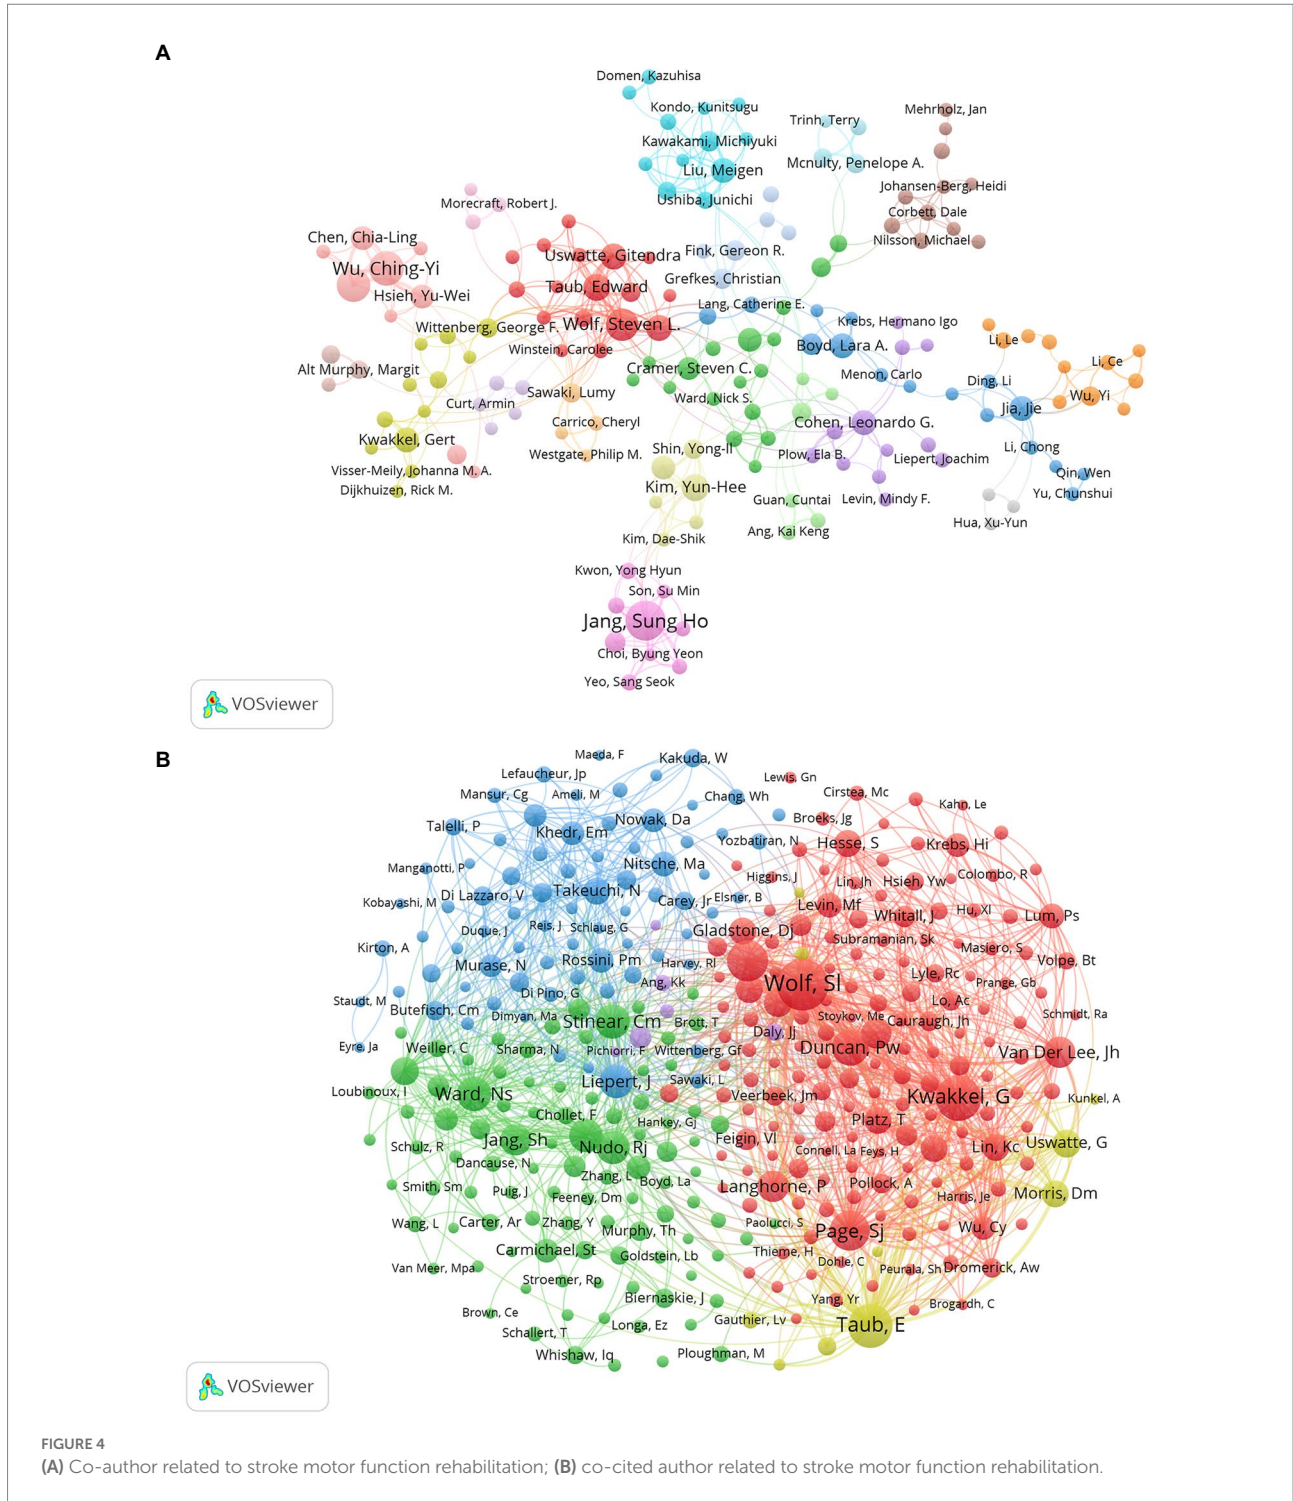 A
Domen, Kazuhisa
Kondo, Kunitsugu
Kawakami, Michiyuki
Liu, Meigen
Ushiba, Junichi
Trinh, Terry
Mcnulty, Penelope A.
Mehrholz, Jan
Johansen-Berg, Heidi
Corbett, Dale
Nilsson, Michael
Morecraft, Robert J.
Chen, Chia-Ling
Wu, Ching-Yi
Hsieh, Yu-Wei
Uswatte, Gitendra
Taub, Edward
Wolf, Steven L.
Winstein, Carolee
Fink, Gereon R.
Grefkes, Christian
Lang, Catherine E.
Krebs, Hermano Igo
Boyd, Lara A.
Menon, Carlo
Wittenberg, George F.
Alt Murphy, Margit
Curt, Armin
Sawaki, Lumy
Carrico, Cheryl
Westgate, Philip M.
Cramer, Steven C.
Ward, Nick S.
Cohen, Leonardo G.
Plow, Ela B.
Liepert, Joachim
Levin, Mindy F.
Li, Le
Li, Ce
Wu, Yi
Ding, Li
Jia, Jie
Li, Chong
Qin, Wen
Yu, Chunshui
Hua, Xu-Yun
Kwakkel, Gert
Visser-Meily, Johanna M. A.
Dijkhuizen, Rick M.
Shin, Yong-Il
Kim, Yun-Hee
Kim, Dae-Shik
Guan, Cuntai
Ang, Kai Keng
Kwon, Yong Hyun
Son, Su Min
Jang, Sung Ho
Choi, Byung Yeon
Yeo, Sang Seok
VOSviewer
B
Maeda, F
Kakuda, W
Lefaucheur, Jp
Mansur, Cg
Ameli, M
Chang, Wh
Talelli, P
Khedr, Em
Nowak, Da
Yozbatiran, N
Manganotti, P
Nitsche, Ma
Kobayashi, M
Di Lazzaro, V
Takeuchi, N
Carey, Jr
Elsner, B
Duque, J
Reis, J
Schlaug, G
Kirton, A
Murase, N
Rossini, Pm
Harvey, Rl
Di Pino, G
Ang, Kk
Staudt, M
Butefisch, Cm
Dimyan, Ma
Stinear, Cm
Brott, T
Eyre, Ja
Weiller, C
Sharma, N
Pichiorri, F
Wittenberg, Gf
Loubinoux, I
Ward, Ns
Liepert, J
Sawaki, L
Chollet, F
Hankey, Gj
Schulz, R
Jang, Sh
Nudo, Rj
Dancause, N
Zhang, L
Boyd, La
Smith, Sm
Puig, J
Feeney, Dm
Wang, L
Carter, Ar
Zhang, Y
Murphy, Th
Carmichael, St
Goldstein, Lb
Van Meer, Mpa
Stroemer, Rp
Biernaskie, J
Brown, Ce
Schallert, T
Longa, Ez
Whishaw, Iq
Ploughman, M
Lewis, Gn
Cirstea, Mc
Kahn, Le
Broeks, Jg
Hesse, S
Krebs, Hi
Higgins, J
Lin, Jh
Hsieh, Yw
Colombo, R
Levin, Mf
Whitall, J
Hu, Xl
Lum, Ps
Gladstone, Dj
Subramanian, Sk
Masiero, S
Volpe, Bt
Wolf, Sl
Lyle, Rc
Prange, Gb
Lo, Ac
Stoykov, Me
Cauraugh, Jh
Schmidt, Ra
Daly, Jj
Duncan, Pw
Van Der Lee, Jh
Veerbeek, Jm
Kwakkel, G
Kunkel, A
Platz, T
Feigin, Vl
Connell, La
Feys, H
Lin, Kc
Uswatte, G
Langhorne, P
Pollock, A
Harris, Je
Morris, Dm
Paolucci, S
Page, Sj
Wu, Cy
Thieme, H
Dohle, C
Peurala, Sh
Dromerick, Aw
Yang, Yr
Brogardh, C
Gauthier, Lv
Taub, E
VOSviewer
FIGURE 4
(A) Co-author related to stroke motor function rehabilitation; (B) co-cited author related to stroke motor function rehabilitation.